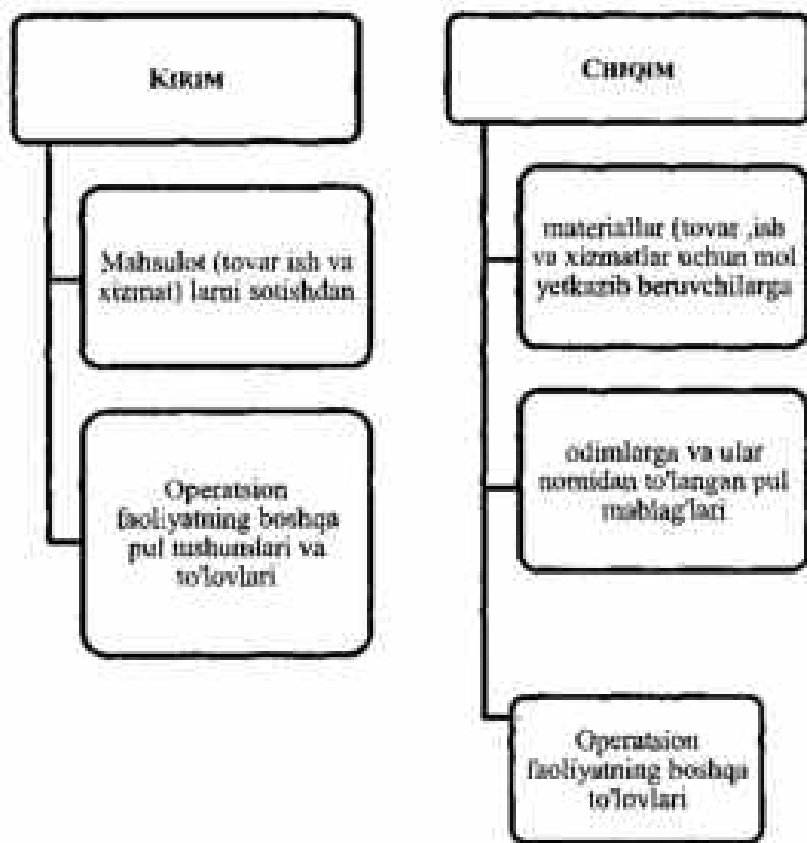 KIRIM
Mahsulot (tovar ish va
xizmat) larni sotishdan
Operatsion
faoliyatning boshqa
pul tushumlari va
to'lovlari
CHIQIM
materiallar (tovar ,ish
va xizmatlar uchun mol
yetkazib beruvchilarga
odimlarga va ular
nomidan to'langan pul
mablag'lari
Operatsion
faoliyatning boshqa
to'lovlari